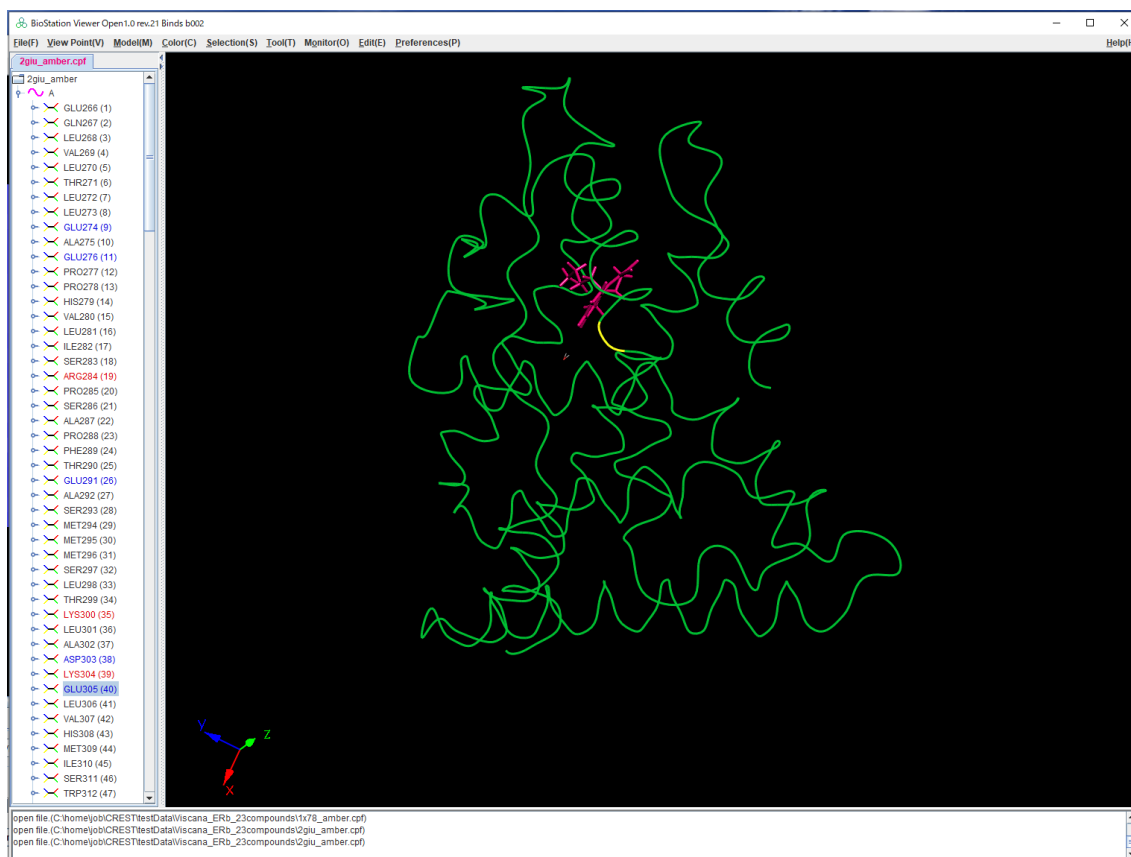 BioStation Viewer Open1.0 rev.21 Binds b002
File(F) View Point(V) Model(M) Color(C) Selection(S) Tool(T) Monitor(O) Edit(E) Preferences(P)
2giu_amber.cpf
2giu_amber
A
GLU266 (1)
GLN267 (2)
LEU268 (3)
VAL269 (4)
LEU270 (5)
THR271 (6)
LEU272 (7)
LEU273 (8)
GLU274 (9)
ALA275 (10)
GLU276 (11)
PRO277 (12)
PRO278 (13)
HIS279 (14)
VAL280 (15)
LEU281 (16)
ILE282 (17)
SER283 (18)
ARG284 (19)
PRO285 (20)
SER286 (21)
ALA287 (22)
PRO288 (23)
PHE289 (24)
THR290 (25)
GLU291 (26)
ALA292 (27)
SER293 (28)
MET294 (29)
MET295 (30)
MET296 (31)
SER297 (32)
LEU298 (33)
THR299 (34)
LYS300 (35)
LEU301 (36)
ALA302 (37)
ASP303 (38)
LYS304 (39)
GLU305 (40)
LEU306 (41)
VAL307 (42)
HIS308 (43)
MET309 (44)
ILE310 (45)
SER311 (46)
TRP312 (47)
Y
Z
X
open file.(C:\home\job\CREST\testData\Viscana_ERb_23compounds\1x78_amber.cpf)
open file.(C:\home\job\CREST\testData\Viscana_ERb_23compounds\2giu_amber.cpf)
open file.(C:\home\job\CREST\testData\Viscana_ERb_23compounds\2giu_amber.cpf)